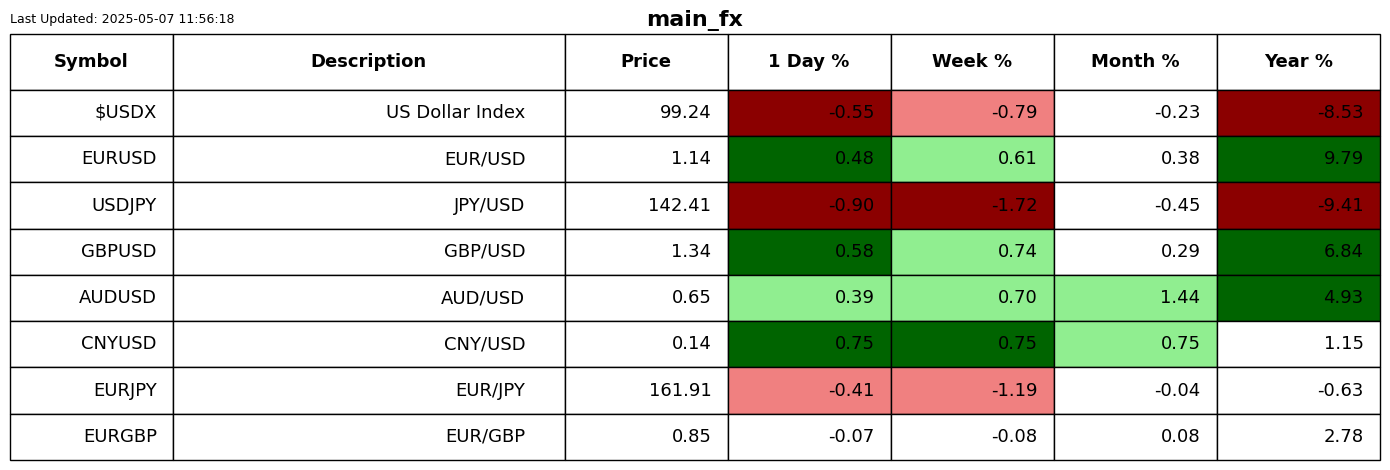 Last Updated: 2025-05-07 11:56:18
main_fx
Symbol Description Price 1 Day % Week % Month % Year %
$USDX US Dollar Index 99.24 -0.55 -0.79 -0.23 -8.53
EURUSD EUR/USD 1.14 0.48 0.61 0.38 9.79
USDJPY JPY/USD 142.41 -0.90 -1.72 -0.45 -9.41
GBPUSD GBP/USD 1.34 0.58 0.74 0.29 6.84
AUDUSD AUD/USD 0.65 0.39 0.70 1.44 4.93
CNYUSD CNY/USD 0.14 0.75 0.75 0.75 1.15
EURJPY EUR/JPY 161.91 -0.41 -1.19 -0.04 -0.63
EURGBP EUR/GBP 0.85 -0.07 -0.08 0.08 2.78